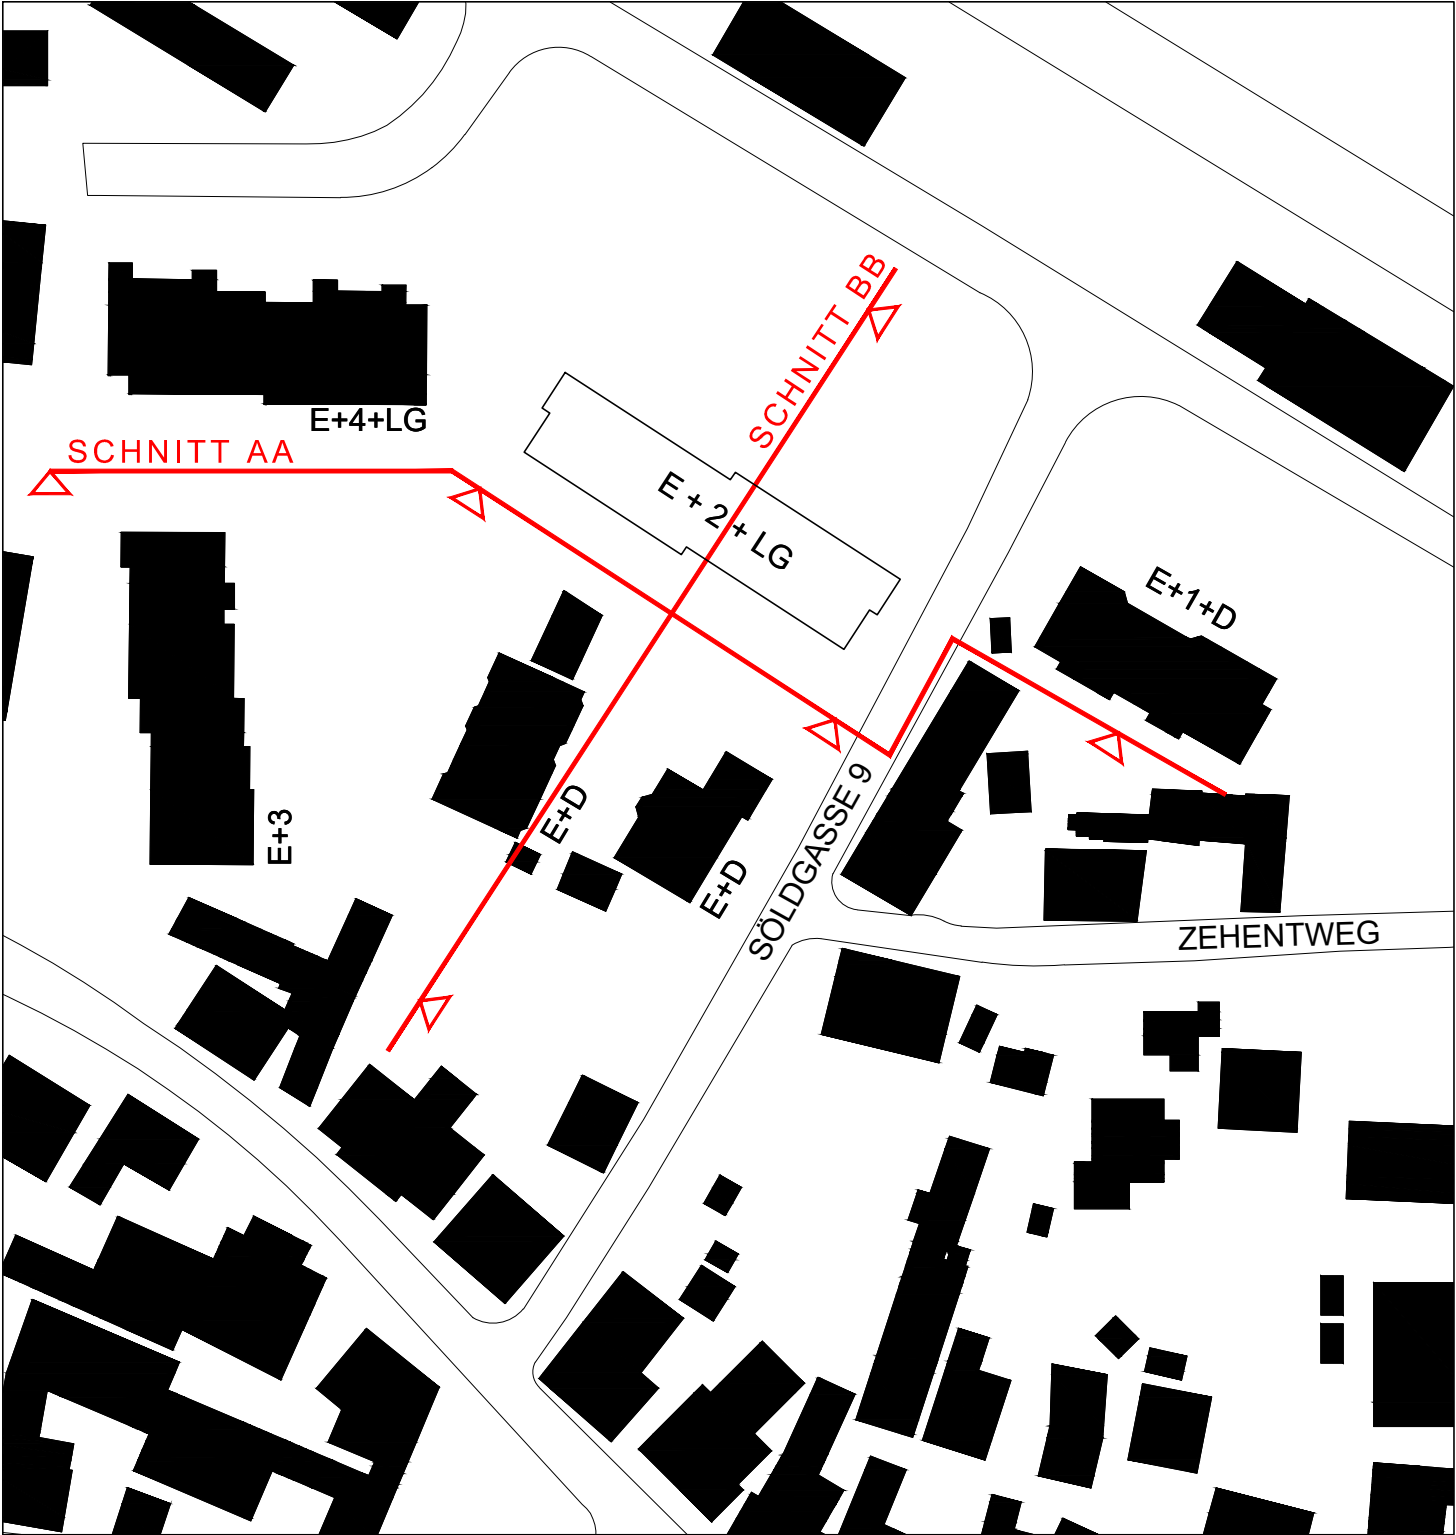 SCHNITT BB
E+4+LG
SCHNITT AA
E + 2 + LG
E+1+D
E+D
E+3
E+D
SÖLDGASSE 9
ZEHENTWEG